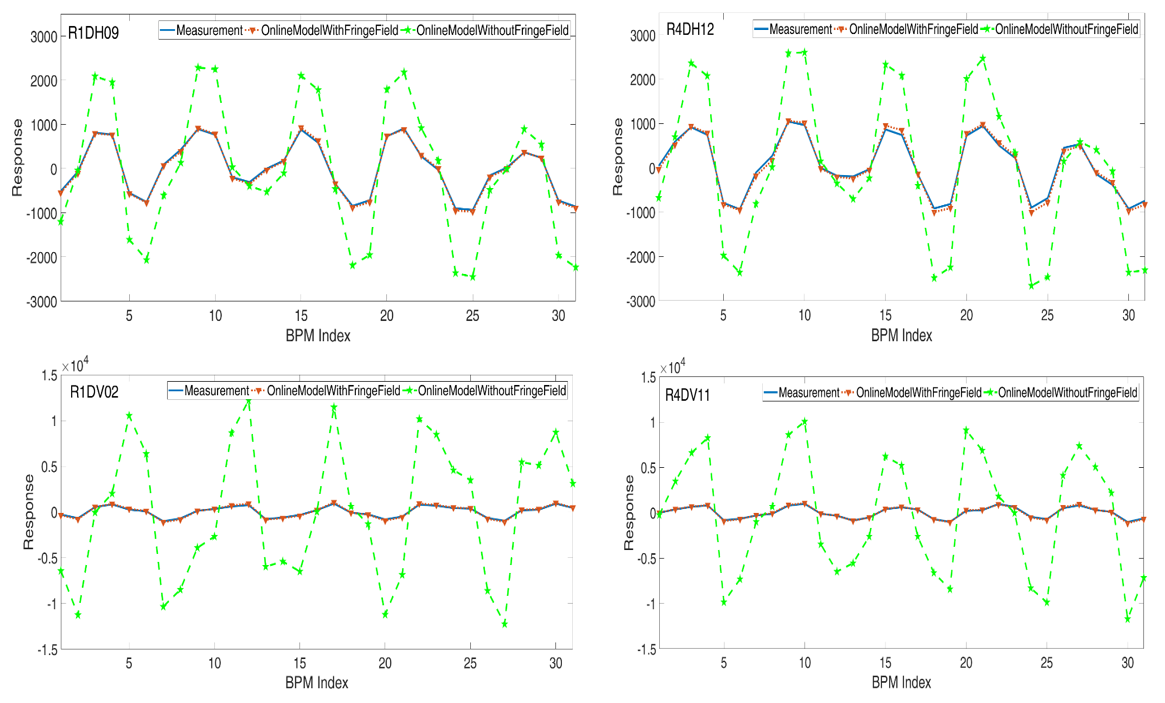 R1DH09
Measurement OnlineModelWithFringeField OnlineModelWithoutFringeField
3000
2000
1000
0
-1000
-2000
-3000
Response
5 10 15 20 25 30
BPM Index
R4DH12
Measurement OnlineModelWithFringeField OnlineModelWithoutFringeField
3000
2000
1000
0
-1000
-2000
-3000
Response
5 10 15 20 25 30
BPM Index
×10⁴
R1DV02
Measurement OnlineModelWithFringeField OnlineModelWithoutFringeField
1.5
1
0.5
0
-0.5
-1
-1.5
Response
5 10 15 20 25 30
BPM Index
×10⁴
R4DV11
Measurement OnlineModelWithFringeField OnlineModelWithoutFringeField
1.5
1
0.5
0
-0.5
-1
-1.5
Response
5 10 15 20 25 30
BPM Index